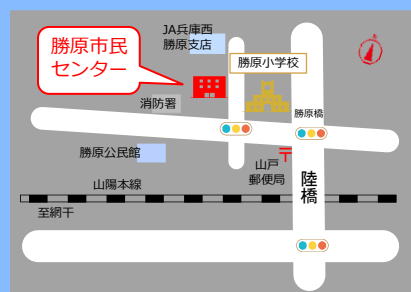 JA兵庫西
勝原支店
勝原市民
センター
勝原小学校
消防署
勝原橋
勝原公民館
山戸
郵便局
陸橋
山陽本線
至網干